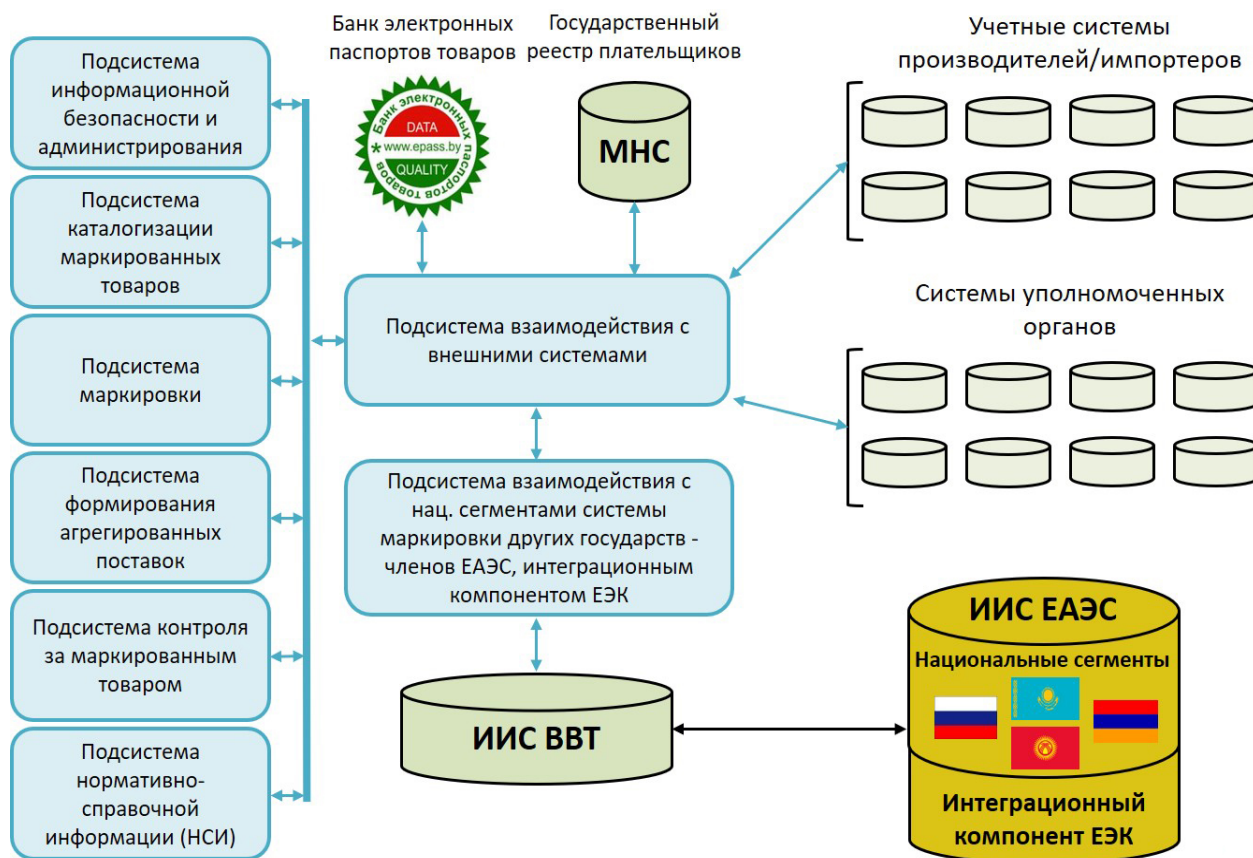 Подсистема
информационной
безопасности и
администрирования
Подсистема
каталогизации
маркированных
товаров
Подсистема
маркировки
Подсистема
формирования
агрегированных
поставок
Подсистема контроля
за маркированным
товаром
Подсистема
нормативно-
справочной
информации (НСИ)
Банк электронных
паспортов товаров
Банк электронных паспортов товаров
DATA
* www.epass.by
QUALITY
Государственный
реестр плательщиков
МНС
Подсистема взаимодействия с
внешними системами
Подсистема взаимодействия с
нац. сегментами системы
маркировки других государств -
членов ЕАЭС, интеграционным
компонентом ЕЭК
ИИС ВВТ
Учетные системы
производителей/импортеров
Системы уполномоченных
органов
ИИС ЕАЭС
Национальные сегменты
Интеграционный
компонент ЕЭК